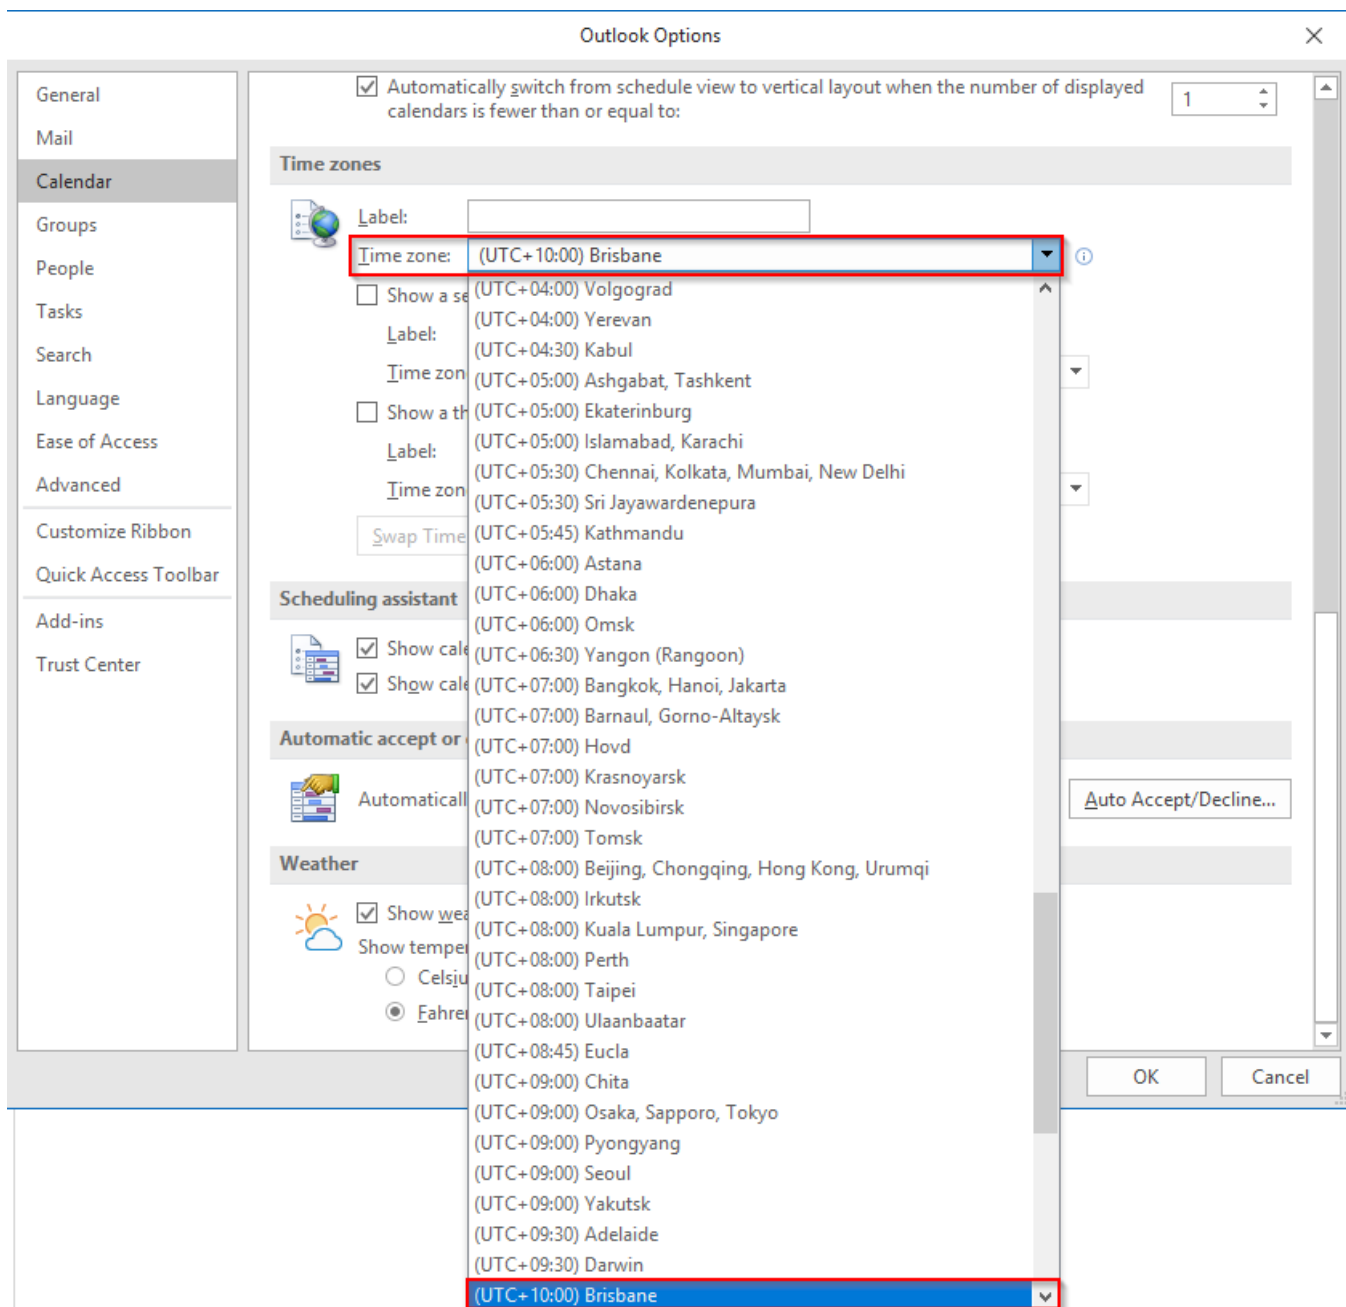 Outlook Options
General
Mail
Calendar
Groups
People
Tasks
Search
Language
Ease of Access
Advanced
Customize Ribbon
Quick Access Toolbar
Add-ins
Trust Center
Automatically switch from schedule view to vertical layout when the number of displayed
calendars is fewer than or equal to:
1
Time zones
Label:
Time zone: (UTC+10:00) Brisbane
Show a se
Label:
Time zon
Show a th
Label:
Time zon
Swap Time
Scheduling assistant
Show cale
Show cale
Automatic accept or
Automaticall
Auto Accept/Decline...
Weather
Show wea
Show tempe
Celsiu
Fahre
(UTC+04:00) Volgograd
(UTC+04:00) Yerevan
(UTC+04:30) Kabul
(UTC+05:00) Ashgabat, Tashkent
(UTC+05:00) Ekaterinburg
(UTC+05:00) Islamabad, Karachi
(UTC+05:30) Chennai, Kolkata, Mumbai, New Delhi
(UTC+05:30) Sri Jayawardenepura
(UTC+05:45) Kathmandu
(UTC+06:00) Astana
(UTC+06:00) Dhaka
(UTC+06:00) Omsk
(UTC+06:30) Yangon (Rangoon)
(UTC+07:00) Bangkok, Hanoi, Jakarta
(UTC+07:00) Barnaul, Gorno-Altaysk
(UTC+07:00) Hovd
(UTC+07:00) Krasnoyarsk
(UTC+07:00) Novosibirsk
(UTC+07:00) Tomsk
(UTC+08:00) Beijing, Chongqing, Hong Kong, Urumqi
(UTC+08:00) Irkutsk
(UTC+08:00) Kuala Lumpur, Singapore
(UTC+08:00) Perth
(UTC+08:00) Taipei
(UTC+08:00) Ulaanbaatar
(UTC+08:45) Eucla
(UTC+09:00) Chita
(UTC+09:00) Osaka, Sapporo, Tokyo
(UTC+09:00) Pyongyang
(UTC+09:00) Seoul
(UTC+09:00) Yakutsk
(UTC+09:30) Adelaide
(UTC+09:30) Darwin
(UTC+10:00) Brisbane
OK
Cancel